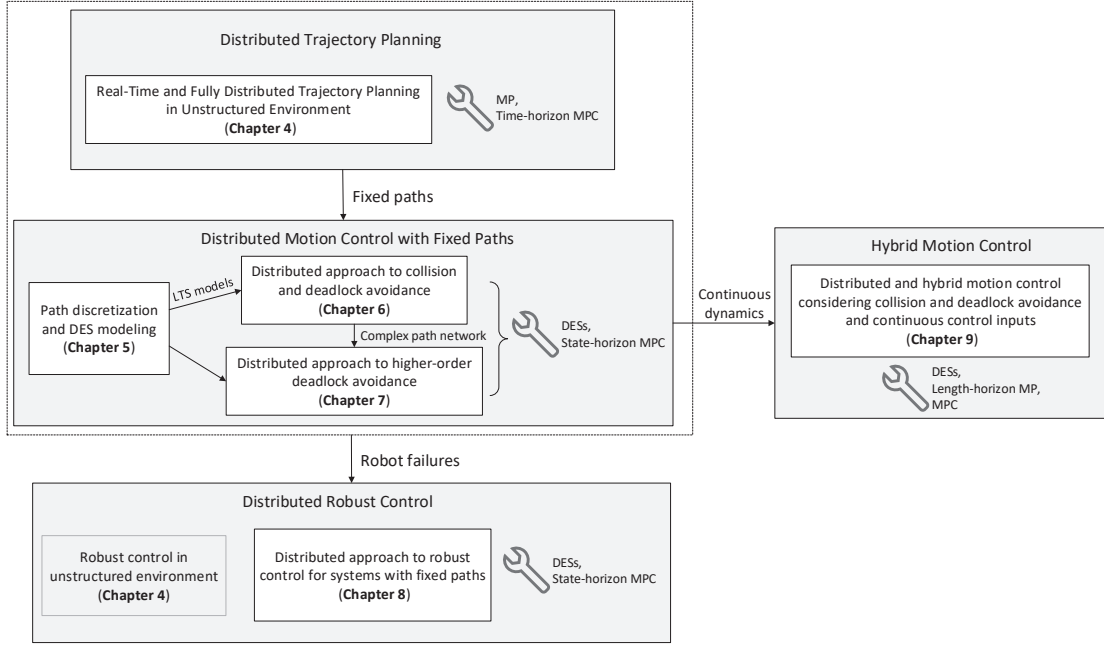 Distributed Trajectory Planning
Real-Time and Fully Distributed Trajectory Planning
in Unstructured Environment
(Chapter 4)
MP,
Time-horizon MPC
Fixed paths
Distributed Motion Control with Fixed Paths
Path discretization
and DES modeling
(Chapter 5)
LTS models
Distributed approach to collision
and deadlock avoidance
(Chapter 6)
Complex path network
Distributed approach to higher-order
deadlock avoidance
(Chapter 7)
DESs,
State-horizon MPC
Continuous
dynamics
Hybrid Motion Control
Distributed and hybrid motion control
considering collision and deadlock avoidance
and continuous control inputs
(Chapter 9)
DESs,
Length-horizon MP,
MPC
Robot failures
Distributed Robust Control
Robust control in
unstructured environment
(Chapter 4)
Distributed approach to robust
control for systems with fixed paths
(Chapter 8)
DESs,
State-horizon MPC